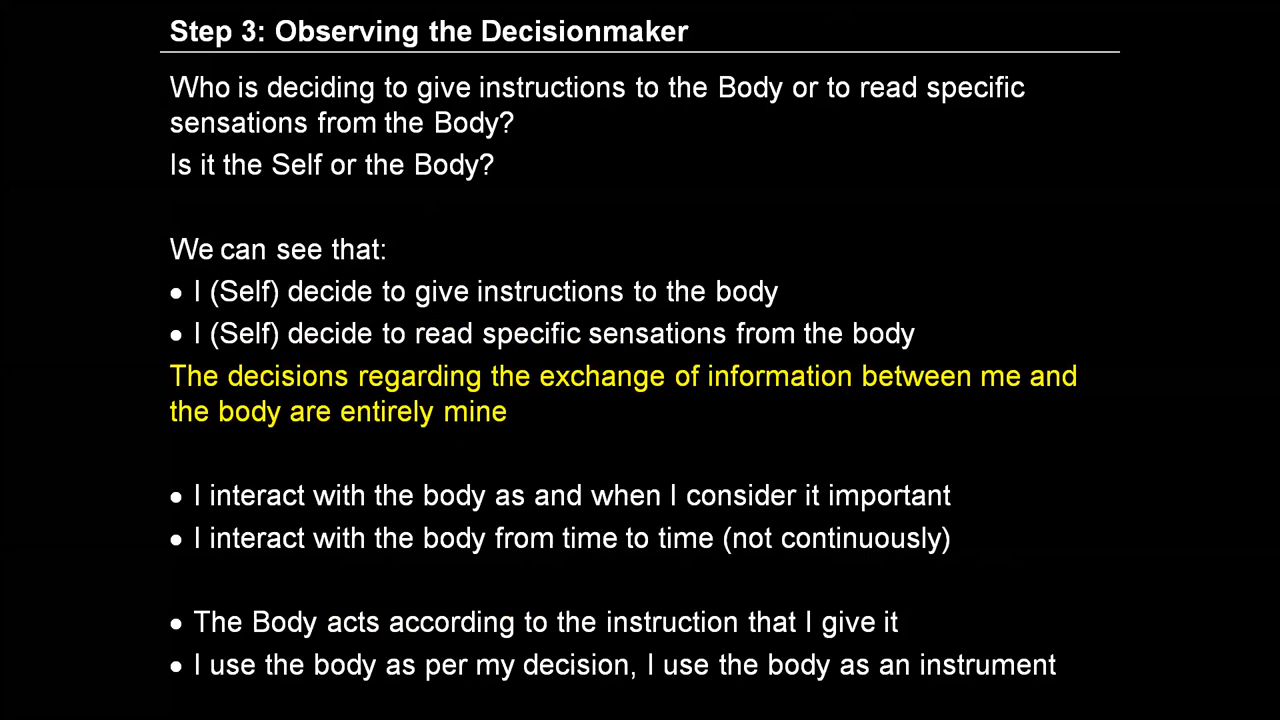 Step 3: Observing the Decisionmaker
Who is deciding to give instructions to the Body or to read specific
sensations from the Body?
Is it the Self or the Body?
We can see that:
• I (Self) decide to give instructions to the body
• I (Self) decide to read specific sensations from the body
The decisions regarding the exchange of information between me and
the body are entirely mine
• I interact with the body as and when I consider it important
• I interact with the body from time to time (not continuously)
• The Body acts according to the instruction that I give it
• I use the body as per my decision, I use the body as an instrument